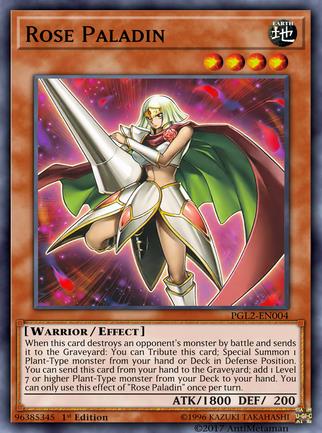 Rose Paladin
EARTH
地
PGL2-EN004
[Warrior / Effect]
When this card destroys an opponent's monster by battle and sends
it to the Graveyard: You can Tribute this card; Special Summon 1
Plant-Type monster from your hand or Deck in Defense Position.
You can send this card from your hand to the Graveyard; add 1 Level
7 or higher Plant-Type monster from your Hand or Deck. You can
only use this effect of "Rose Paladin" once per turn.
ATK/1800 DEF/ 200
96385345 1st Edition ©1996 KAZUKI TAKAHASHI
©2017 AntiMetaman